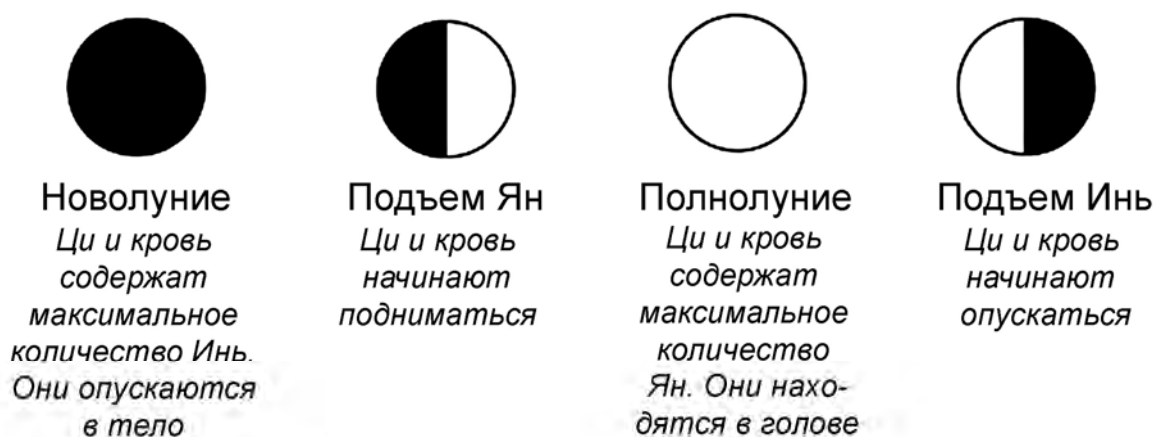 Новолуние
Ци и кровь
содержат
максимальное
количество Инь.
Они опускаются
в тело
Подъем Ян
Ци и кровь
начинают
подниматься
Полнолуние
Ци и кровь
содержат
максимальное
количество
Ян. Они нахо-
дятся в голове
Подъем Инь
Ци и кровь
начинают
опускаться